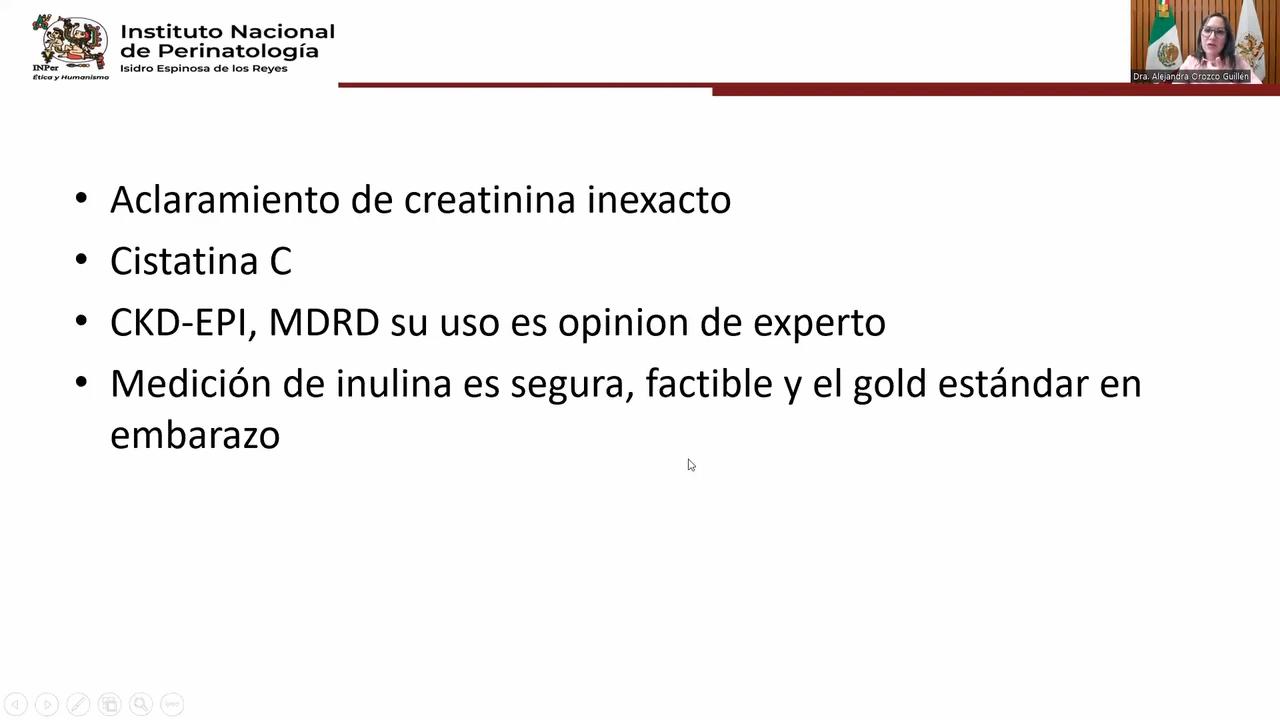 Instituto Nacional
de Perinatología
Isidro Espinosa de los Reyes
INPer
Ética y Humanismo
Dra. Alejandra Orozco Guillén
• Aclaramiento de creatinina inexacto
• Cistatina C
• CKD-EPI, MDRD su uso es opinion de experto
• Medición de inulina es segura, factible y el gold estándar en
embarazo